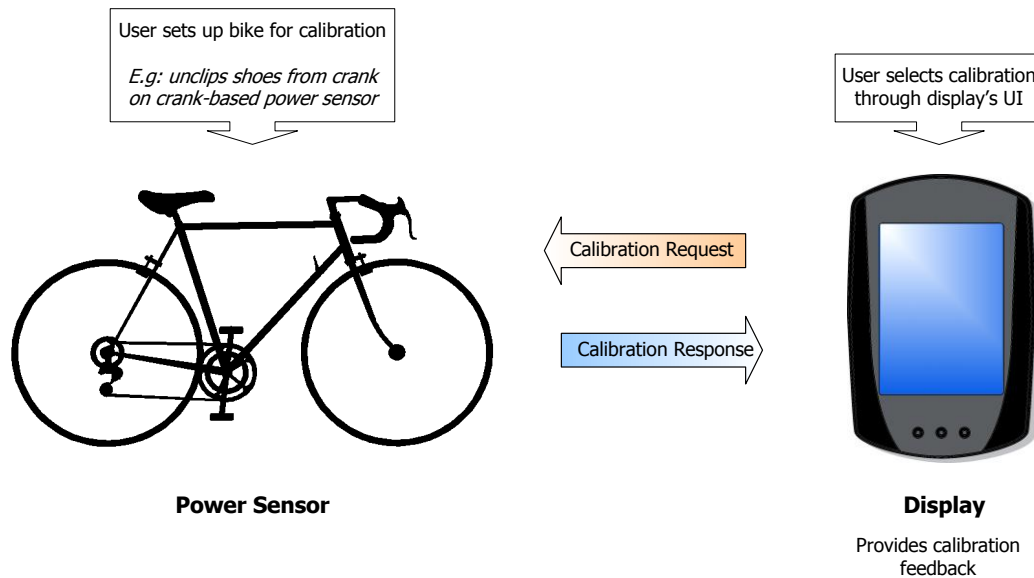 User sets up bike for calibration
E.g: unclips shoes from crank
on crank-based power sensor
User selects calibration
through display's UI
Calibration Request
Calibration Response
Power Sensor
Display
Provides calibration
feedback